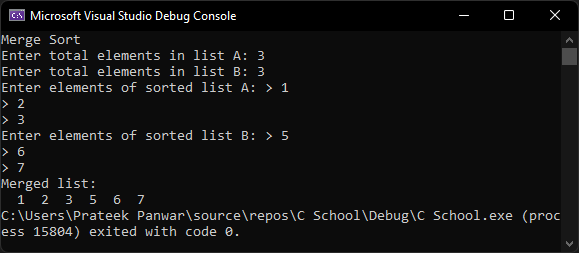 Microsoft Visual Studio Debug Console
Merge Sort
Enter total elements in list A: 3
Enter total elements in list B: 3
Enter elements of sorted list A: > 1
> 2
> 3
Enter elements of sorted list B: > 5
> 6
> 7
Merged list:
  1  2  3  5  6  7
C:\Users\Prateek Panwar\source\repos\C School\Debug\C School.exe (proc
ess 15804) exited with code 0.